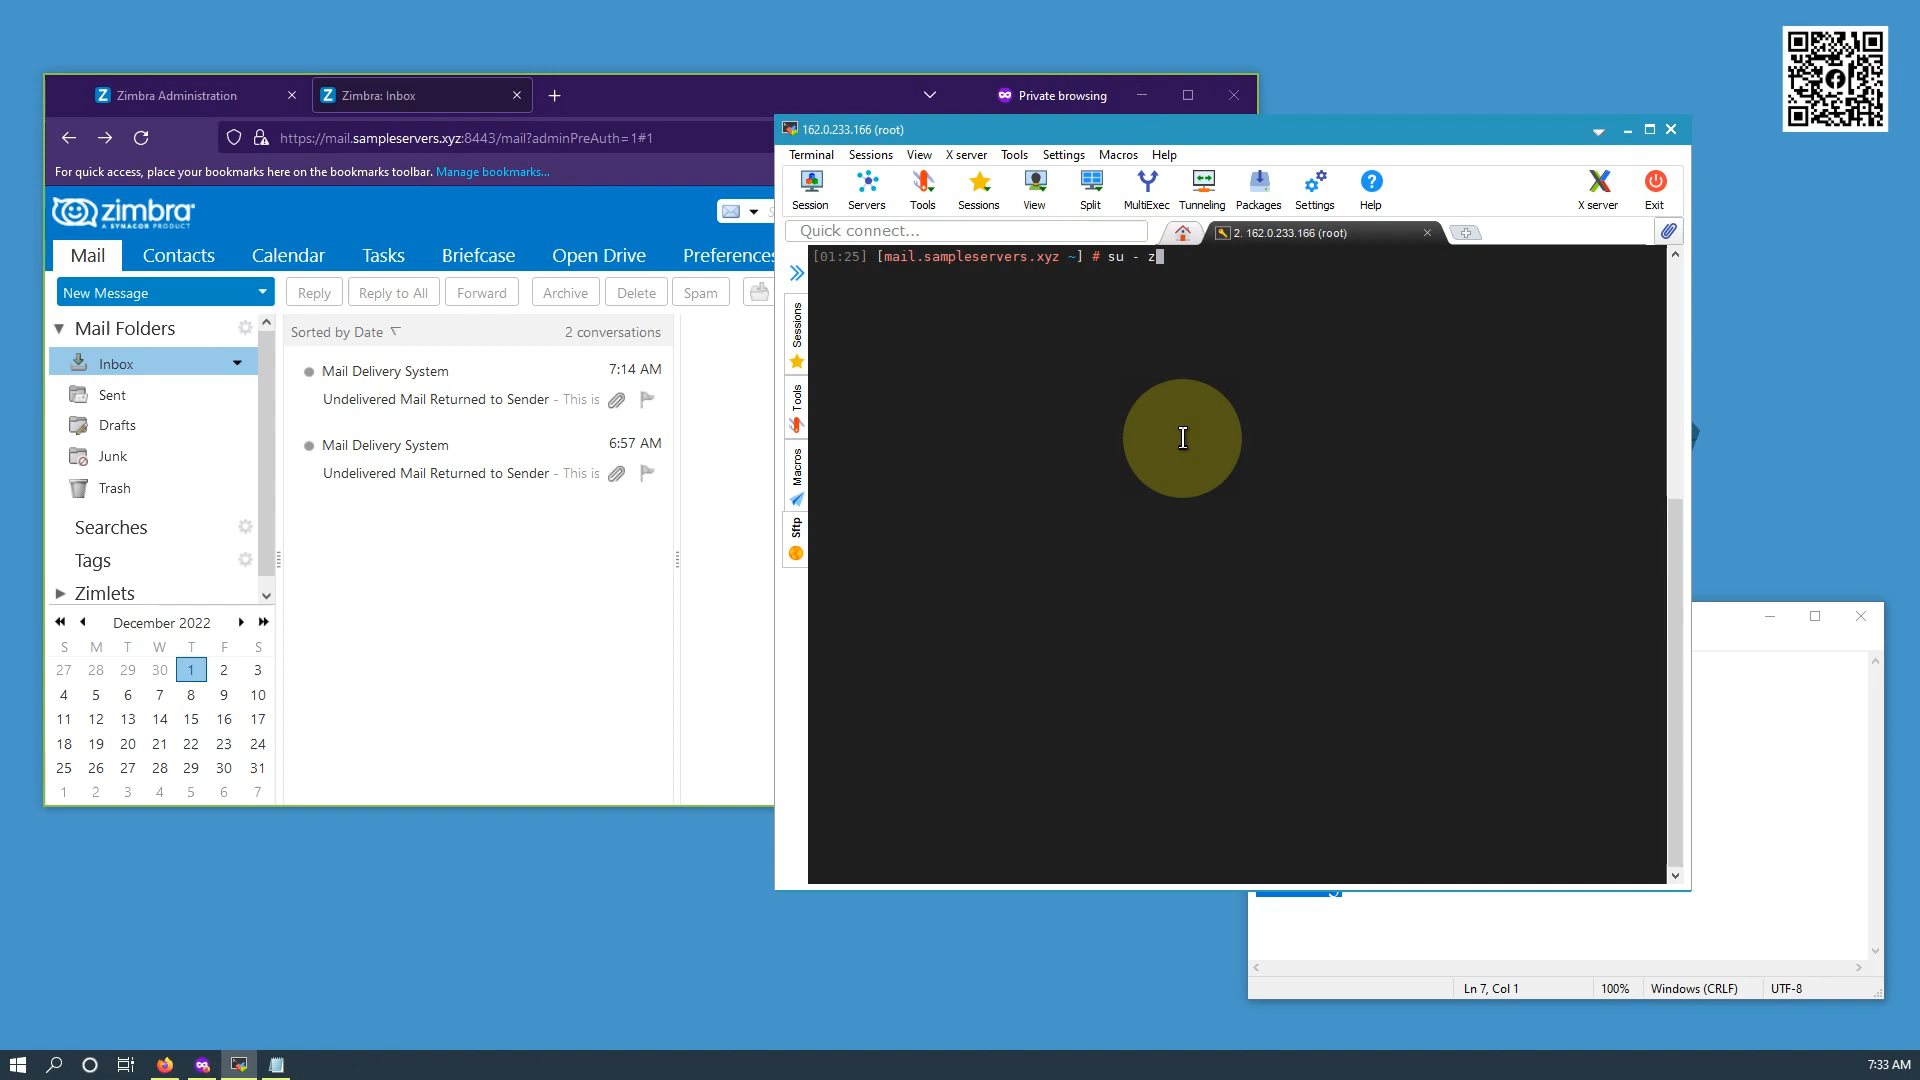 Zimbra Administration
Zimbra: Inbox
Private browsing
https://mail.sampleservers.xyz:8443/mail?adminPreAuth=1#1
For quick access, place your bookmarks here on the bookmarks toolbar. Manage bookmarks...
zimbra
A SYNACOR PRODUCT
Mail Contacts Calendar Tasks Briefcase Open Drive Preferences
New Message
Reply Reply to All Forward Archive Delete Spam
Mail Folders
Inbox
Sent
Drafts
Junk
Trash
Searches
Tags
Zimlets
Sorted by Date 2 conversations
Mail Delivery System 7:14 AM
Undelivered Mail Returned to Sender - This is
Mail Delivery System 6:57 AM
Undelivered Mail Returned to Sender - This is
December 2022
S M T W T F S
27 28 29 30 1 2 3
4 5 6 7 8 9 10
11 12 13 14 15 16 17
18 19 20 21 22 23 24
25 26 27 28 29 30 31
1 2 3 4 5 6 7
162.0.233.166 (root)
Terminal Sessions View X server Tools Settings Macros Help
Session Servers Tools Sessions View Split MultiExec Tunneling Packages Settings Help X server Exit
Quick connect...
2. 162.0.233.166 (root)
Sessions
Tools
Macros
Sftp
[01:25] [mail.sampleservers.xyz ~] # su - z
Ln 7, Col 1 100% Windows (CRLF) UTF-8
7:33 AM